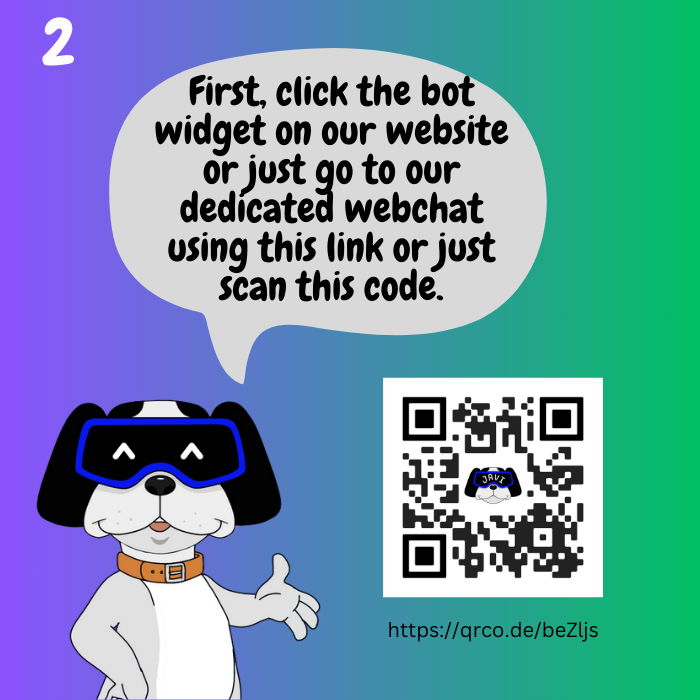 2
First, click the bot
widget on our website
or just go to our
dedicated webchat
using this link or just
scan this code.
JAVI
https://qrco.de/beZljs